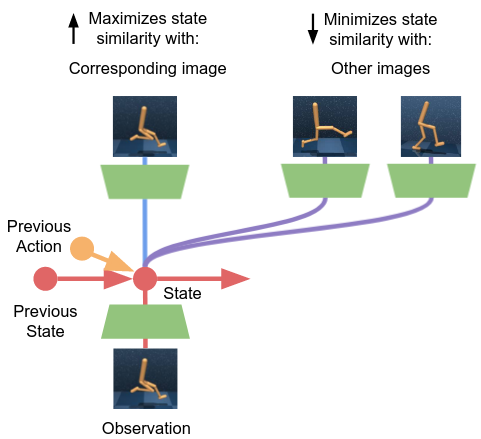 Maximizes state
similarity with:
Minimizes state
similarity with:
Corresponding image
Other images
Previous
Action
State
Previous
State
Observation